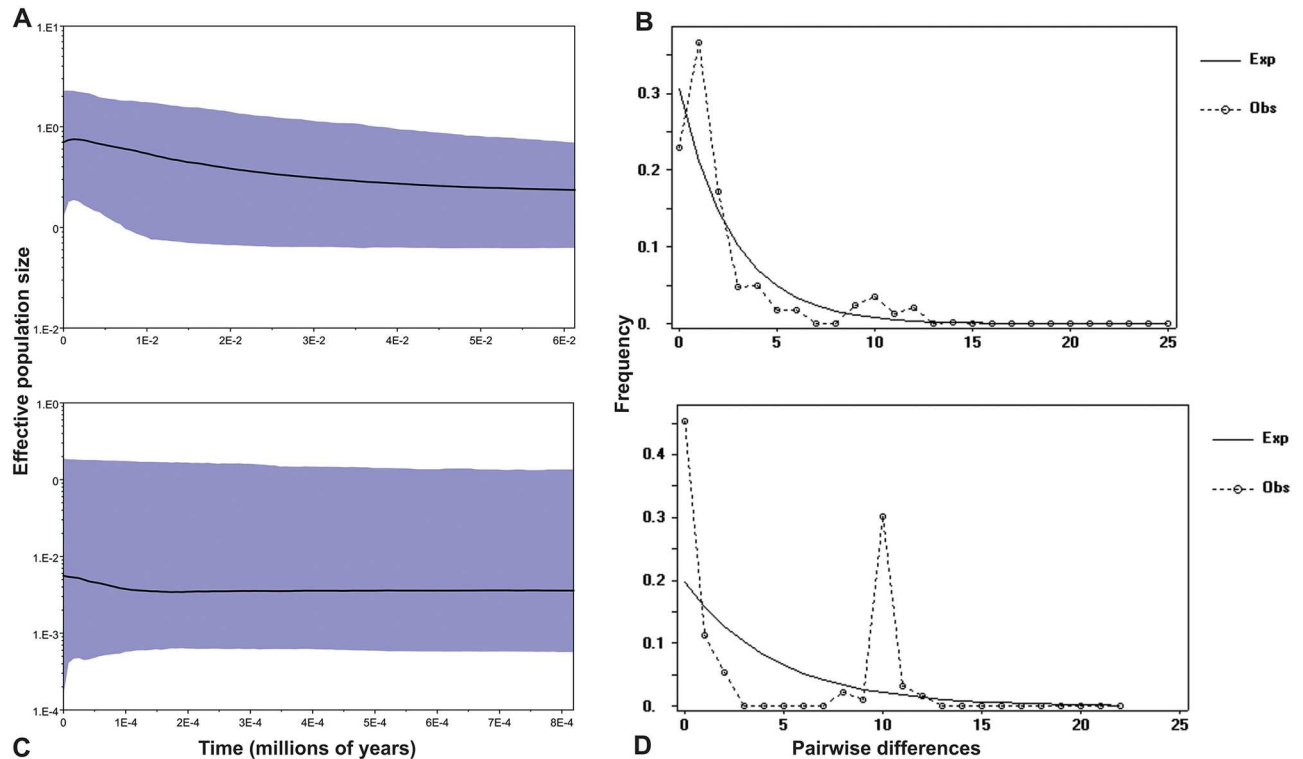 A
Effective population size
1.E1
1.E0
0
1.E-2
0 1E-2 2E-2 3E-2 4E-2 5E-2 6E-2
B
Frequency
0.3
0.2
0.1
0.
0 5 10 15 20 25
Exp
Obs
1.E0
0
1.E-2
1.E-3
1.E-4
0 1E-4 2E-4 3E-4 4E-4 5E-4 6E-4 7E-4 8E-4
C
Time (millions of years)
0.4
0.3
0.2
0.1
0.
0 5 10 15 20 25
Exp
Obs
D
Pairwise differences